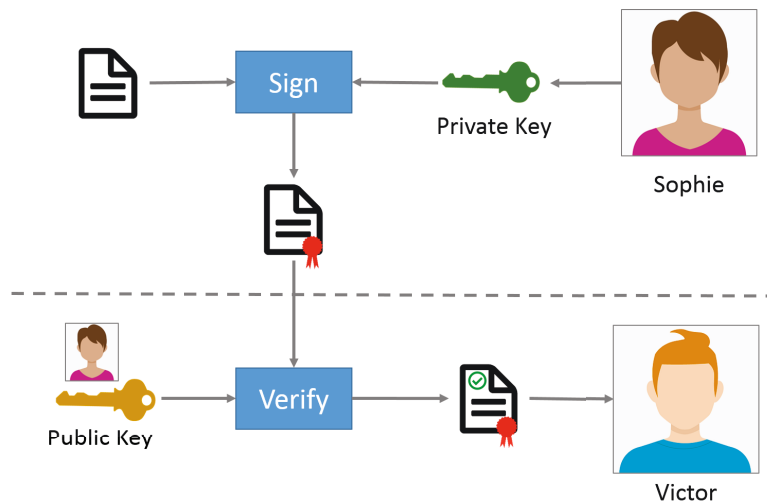 Sign
Private Key
Sophie
Verify
Public Key
Victor